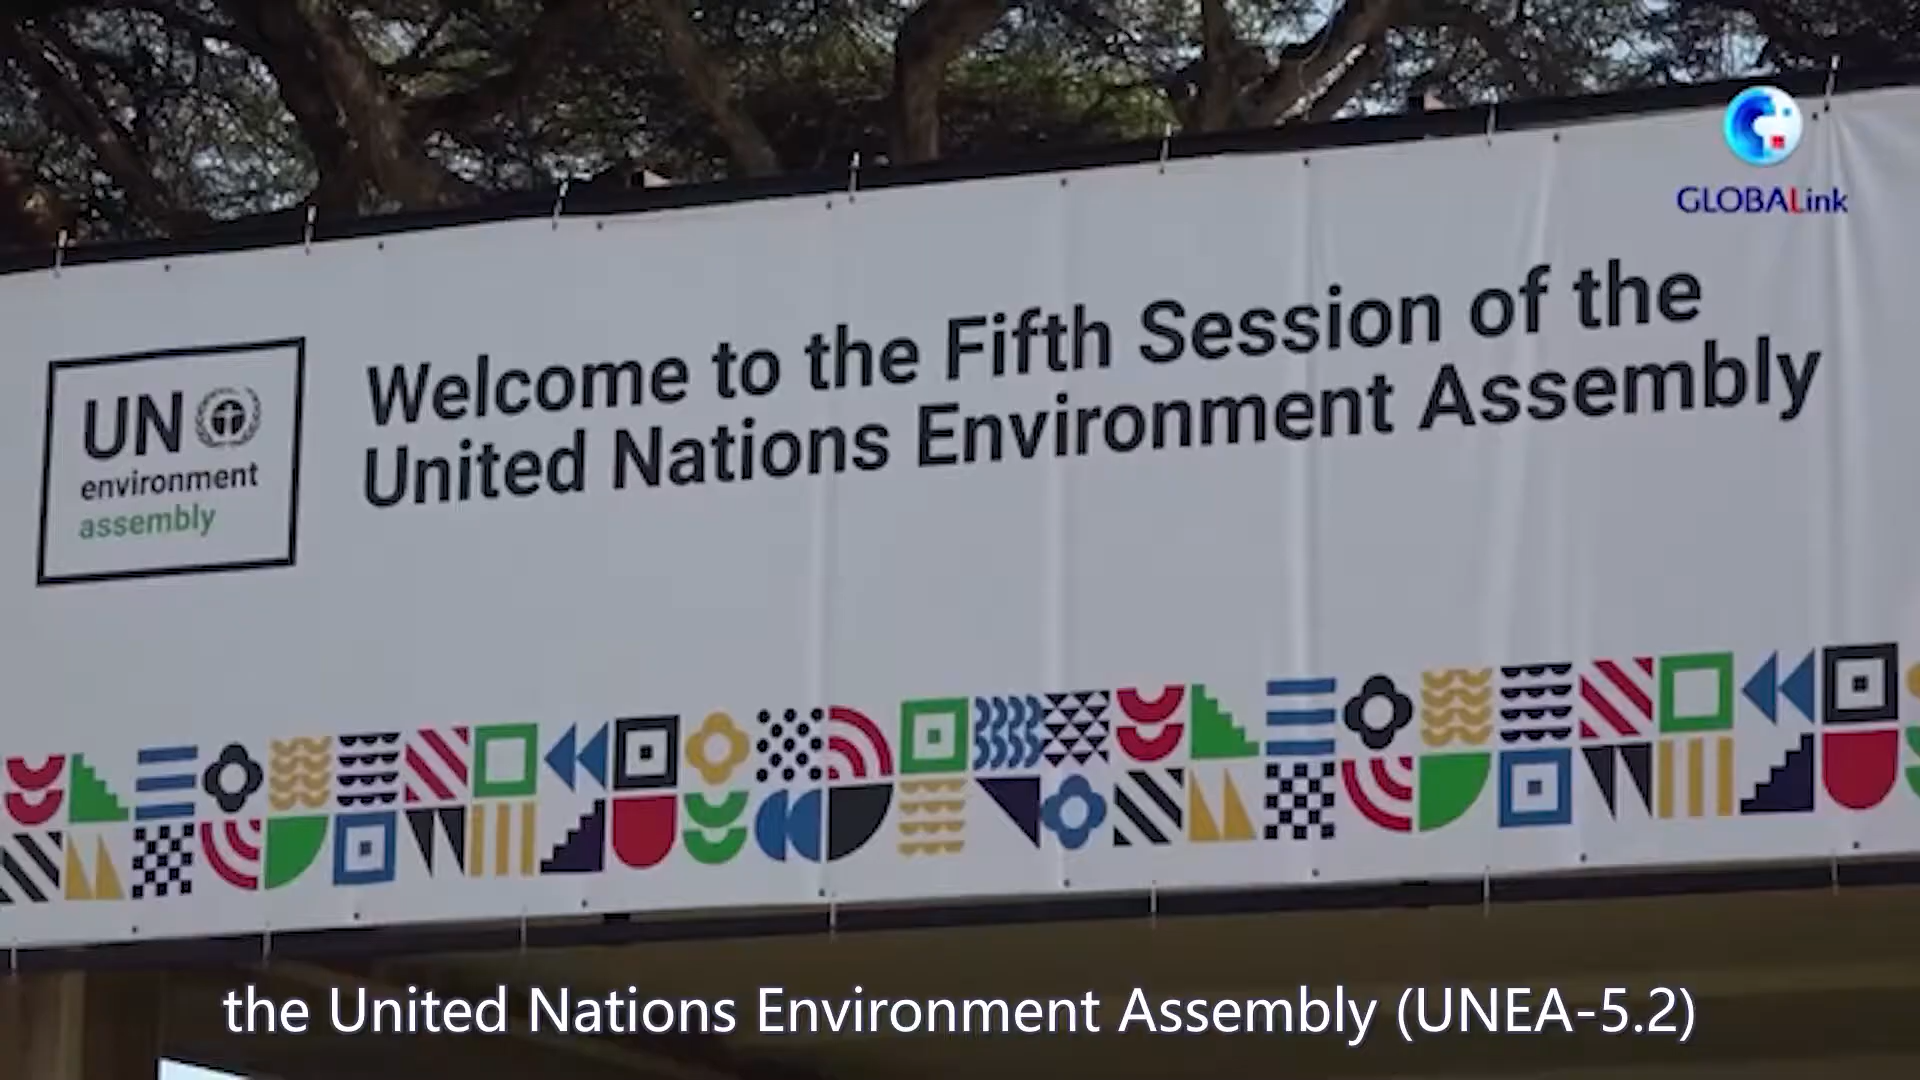 GLOBALink
Welcome to the Fifth Session of the
United Nations Environment Assembly
UN
environment
assembly
the United Nations Environment Assembly (UNEA-5.2)